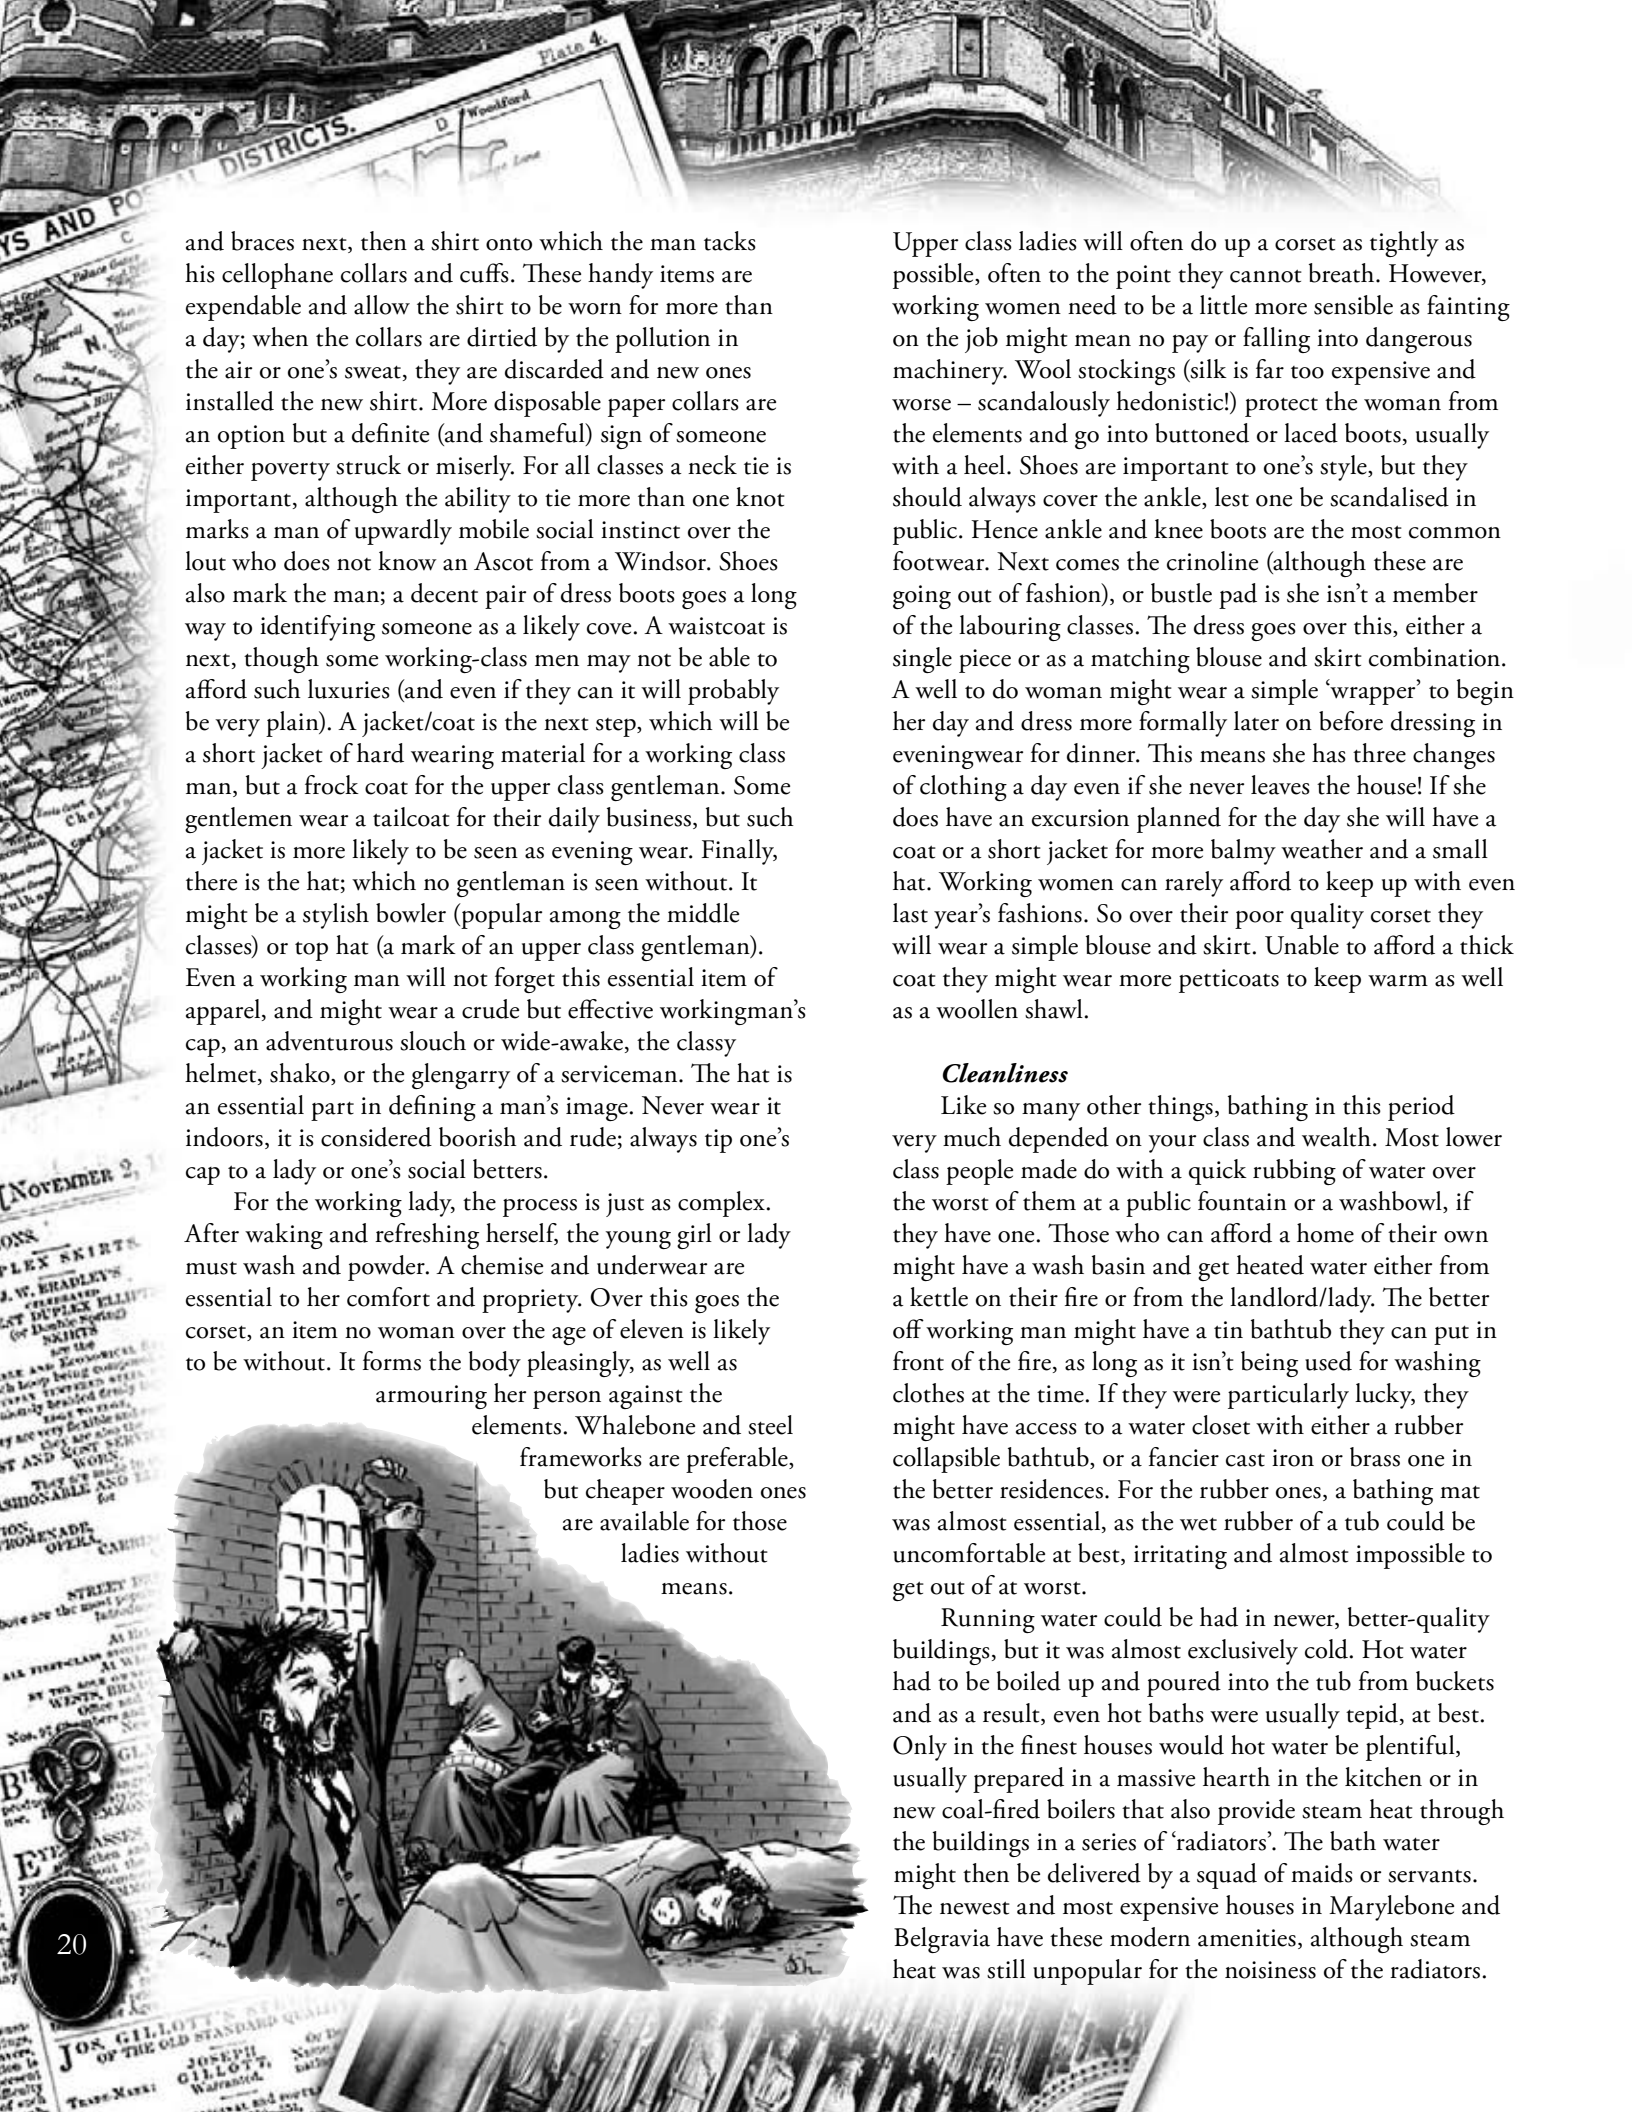 Plate 4.
D
Woodford
DISTRICTS.
YS AND PO
C
N.
and braces next, then a shirt onto which the man tacks
his cellophane collars and cuffs. These handy items are
expendable and allow the shirt to be worn for more than
a day; when the collars are dirtied by the pollution in
the air or one's sweat, they are discarded and new ones
installed the new shirt. More disposable paper collars are
an option but a definite (and shameful) sign of someone
either poverty struck or miserly. For all classes a neck tie is
important, although the ability to tie more than one knot
marks a man of upwardly mobile social instinct over the
lout who does not know an Ascot from a Windsor. Shoes
also mark the man; a decent pair of dress boots goes a long
way to identifying someone as a likely cove. A waistcoat is
next, though some working-class men may not be able to
afford such luxuries (and even if they can it will probably
be very plain). A jacket/coat is the next step, which will be
a short jacket of hard wearing material for a working class
man, but a frock coat for the upper class gentleman. Some
gentlemen wear a tailcoat for their daily business, but such
a jacket is more likely to be seen as evening wear. Finally,
there is the hat; which no gentleman is seen without. It
might be a stylish bowler (popular among the middle
classes) or top hat (a mark of an upper class gentleman).
Even a working man will not forget this essential item of
apparel, and might wear a crude but effective workingman's
cap, an adventurous slouch or wide-awake, the classy
helmet, shako, or the glengarry of a serviceman. The hat is
an essential part in defining a man's image. Never wear it
indoors, it is considered boorish and rude; always tip one's
cap to a lady or one's social betters.
For the working lady, the process is just as complex.
After waking and refreshing herself, the young girl or lady
must wash and powder. A chemise and underwear are
essential to her comfort and propriety. Over this goes the
corset, an item no woman over the age of eleven is likely
to be without. It forms the body pleasingly, as well as
armouring her person against the
elements. Whalebone and steel
frameworks are preferable,
but cheaper wooden ones
are available for those
ladies without
means.
Upper class ladies will often do up a corset as tightly as
possible, often to the point they cannot breath. However,
working women need to be a little more sensible as fainting
on the job might mean no pay or falling into dangerous
machinery. Wool stockings (silk is far too expensive and
worse – scandalously hedonistic!) protect the woman from
the elements and go into buttoned or laced boots, usually
with a heel. Shoes are important to one's style, but they
should always cover the ankle, lest one be scandalised in
public. Hence ankle and knee boots are the most common
footwear. Next comes the crinoline (although these are
going out of fashion), or bustle pad is she isn't a member
of the labouring classes. The dress goes over this, either a
single piece or as a matching blouse and skirt combination.
A well to do woman might wear a simple 'wrapper' to begin
her day and dress more formally later on before dressing in
eveningwear for dinner. This means she has three changes
of clothing a day even if she never leaves the house! If she
does have an excursion planned for the day she will have a
coat or a short jacket for more balmy weather and a small
hat. Working women can rarely afford to keep up with even
last year's fashions. So over their poor quality corset they
will wear a simple blouse and skirt. Unable to afford a thick
coat they might wear more petticoats to keep warm as well
as a woollen shawl.
Cleanliness
Like so many other things, bathing in this period
very much depended on your class and wealth. Most lower
class people made do with a quick rubbing of water over
the worst of them at a public fountain or a washbowl, if
they have one. Those who can afford a home of their own
might have a wash basin and get heated water either from
a kettle on their fire or from the landlord/lady. The better
off working man might have a tin bathtub they can put in
front of the fire, as long as it isn't being used for washing
clothes at the time. If they were particularly lucky, they
might have access to a water closet with either a rubber
collapsible bathtub, or a fancier cast iron or brass one in
the better residences. For the rubber ones, a bathing mat
was almost essential, as the wet rubber of a tub could be
uncomfortable at best, irritating and almost impossible to
get out of at worst.
Running water could be had in newer, better-quality
buildings, but it was almost exclusively cold. Hot water
had to be boiled up and poured into the tub from buckets
and as a result, even hot baths were usually tepid, at best.
Only in the finest houses would hot water be plentiful,
usually prepared in a massive hearth in the kitchen or in
new coal-fired boilers that also provide steam heat through
the buildings in a series of 'radiators'. The bath water
might then be delivered by a squad of maids or servants.
The newest and most expensive houses in Marylebone and
Belgravia have these modern amenities, although steam
heat was still unpopular for the noisiness of the radiators.
[NOVEMBER 2,
PLEX SKIRTS
J. W. BRADLEY'S
SKIRTS
20
JOS. GILLOTT'S
OF THE OLD STANDARD
JOSEPH
GILLOTT,
Warranted.
TRADE MARK: